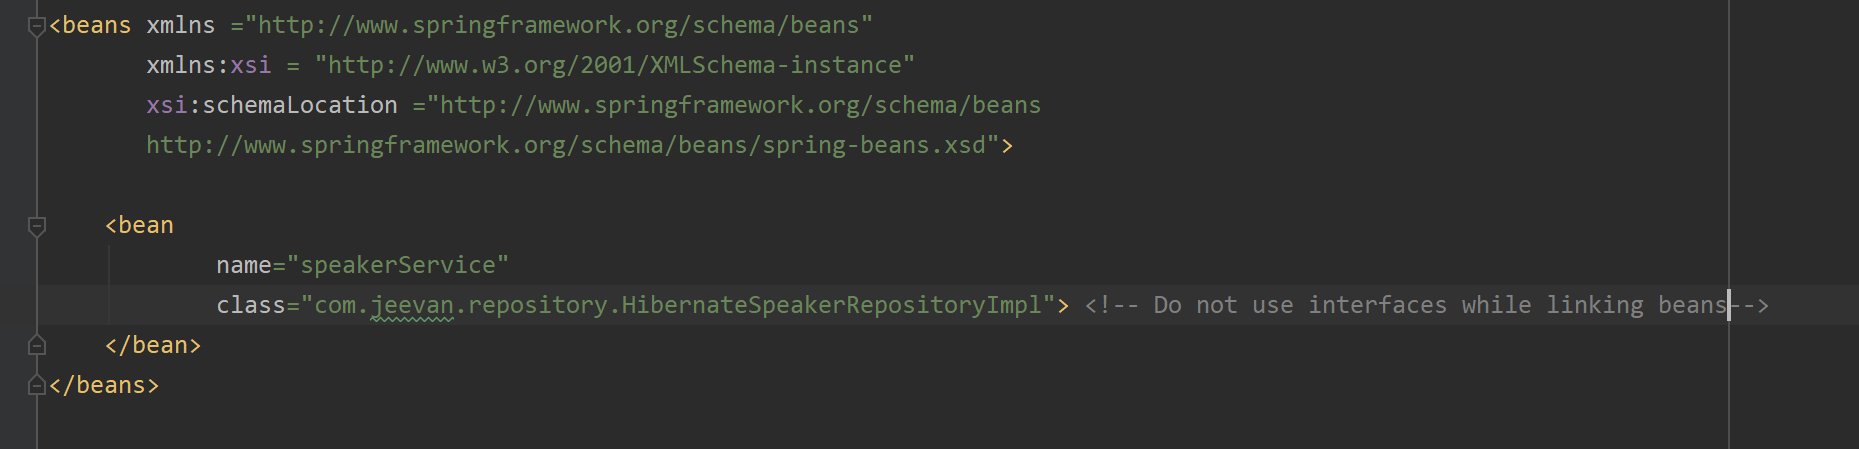 <beans xmlns ="http://www.springframework.org/schema/beans"
xmlns:xsi = "http://www.w3.org/2001/XMLSchema-instance"
xsi:schemaLocation ="http://www.springframework.org/schema/beans
http://www.springframework.org/schema/beans/spring-beans.xsd">
<bean
name="speakerService"
class="com.jeevan.repository.HibernateSpeakerRepositoryImpl"> <!-- Do not use interfaces while linking beans-->
</bean>
</beans>